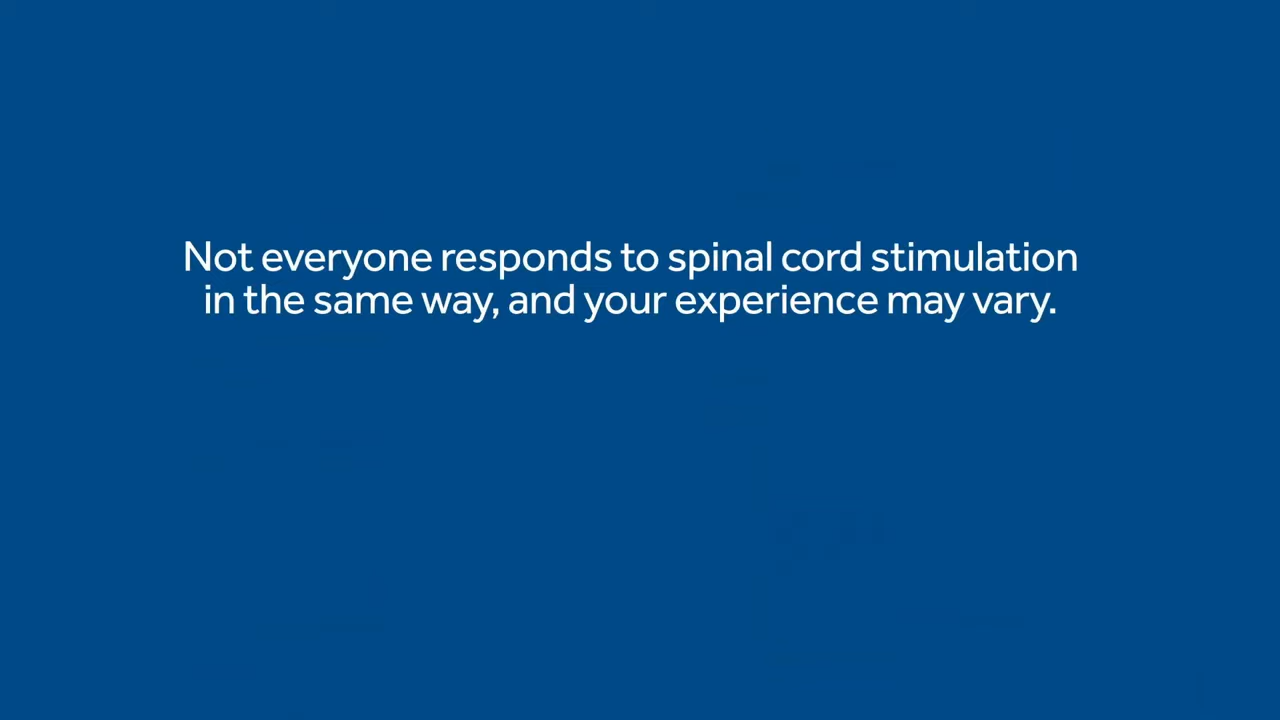 Not everyone responds to spinal cord stimulation
in the same way, and your experience may vary.